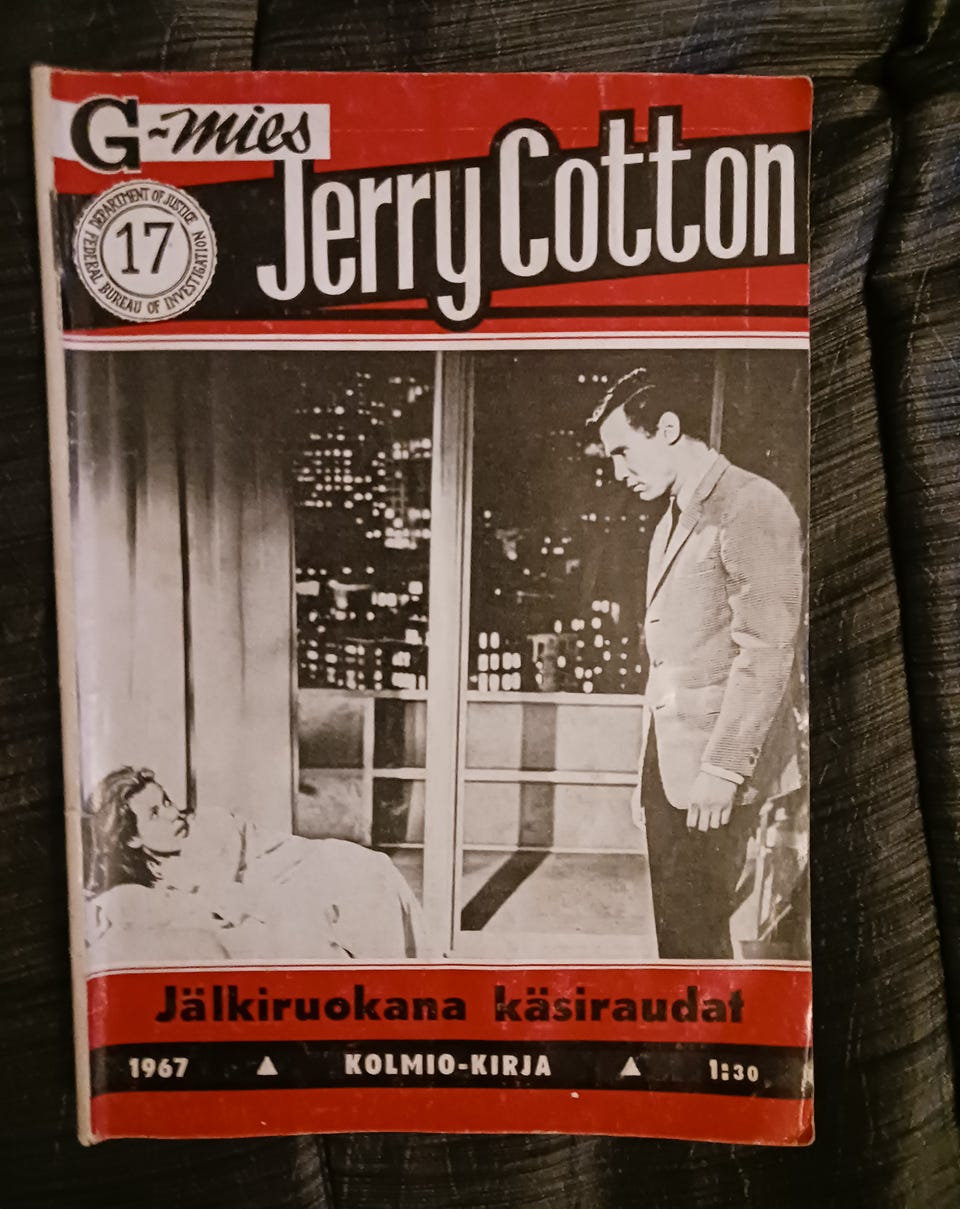 G-mies
Jerry Cotton
DEPARTMENT OF JUSTICE
17
FEDERAL BUREAU OF INVESTIGATION
Jälkiruokana käsiraudat
1967 ▲ KOLMIO-KIRJA ▲ 1:30